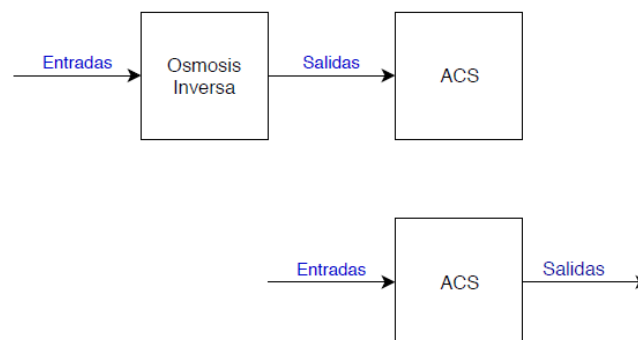 Entradas
Osmosis
Inversa
Salidas
ACS
Entradas
ACS
Salidas